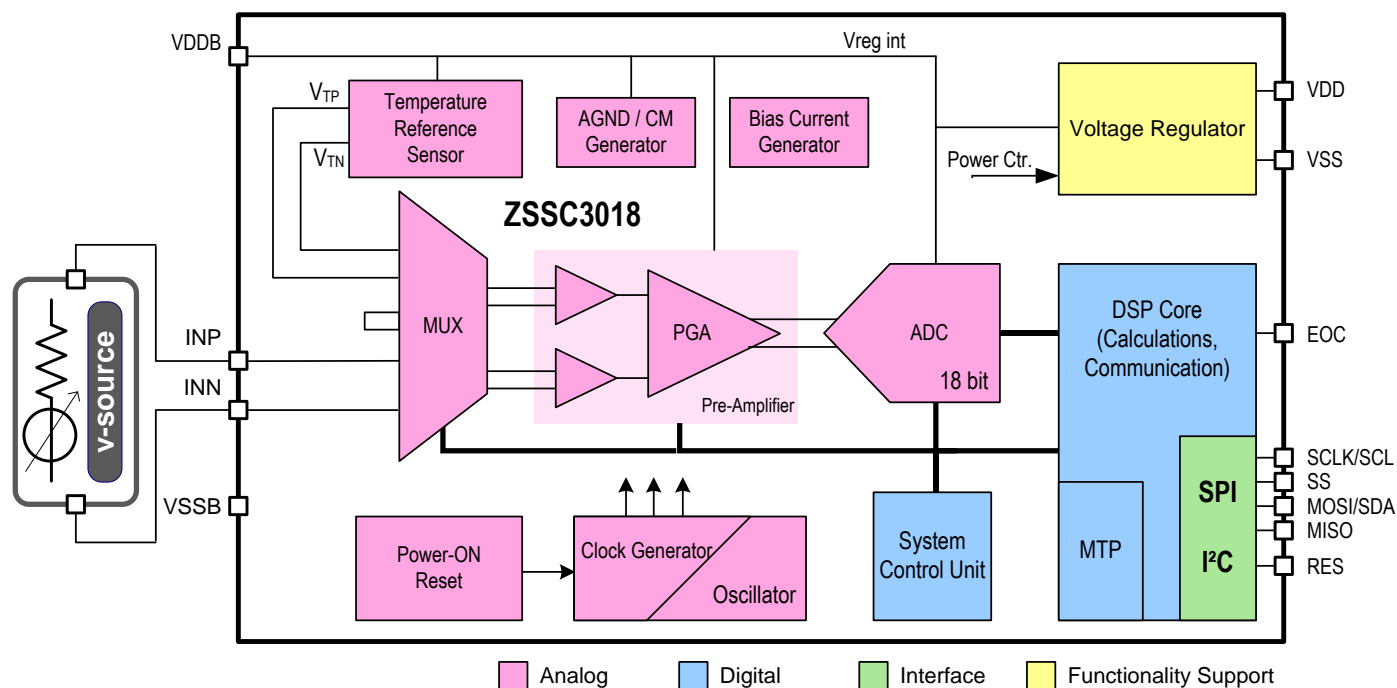 VDDB
Vreg int
VTP
VTN
Temperature
Reference
Sensor
AGND / CM
Generator
Bias Current
Generator
Voltage Regulator
Power Ctr.
VDD
VSS
ZSSC3018
v-source
INP
INN
VSSB
MUX
PGA
Pre-Amplifier
ADC
18 bit
DSP Core
(Calculations,
Communication)
EOC
SCLK/SCL
SS
MOSI/SDA
MISO
RES
SPI
I²C
MTP
Power-ON
Reset
Clock Generator
Oscillator
System
Control Unit
Analog
Digital
Interface
Functionality Support